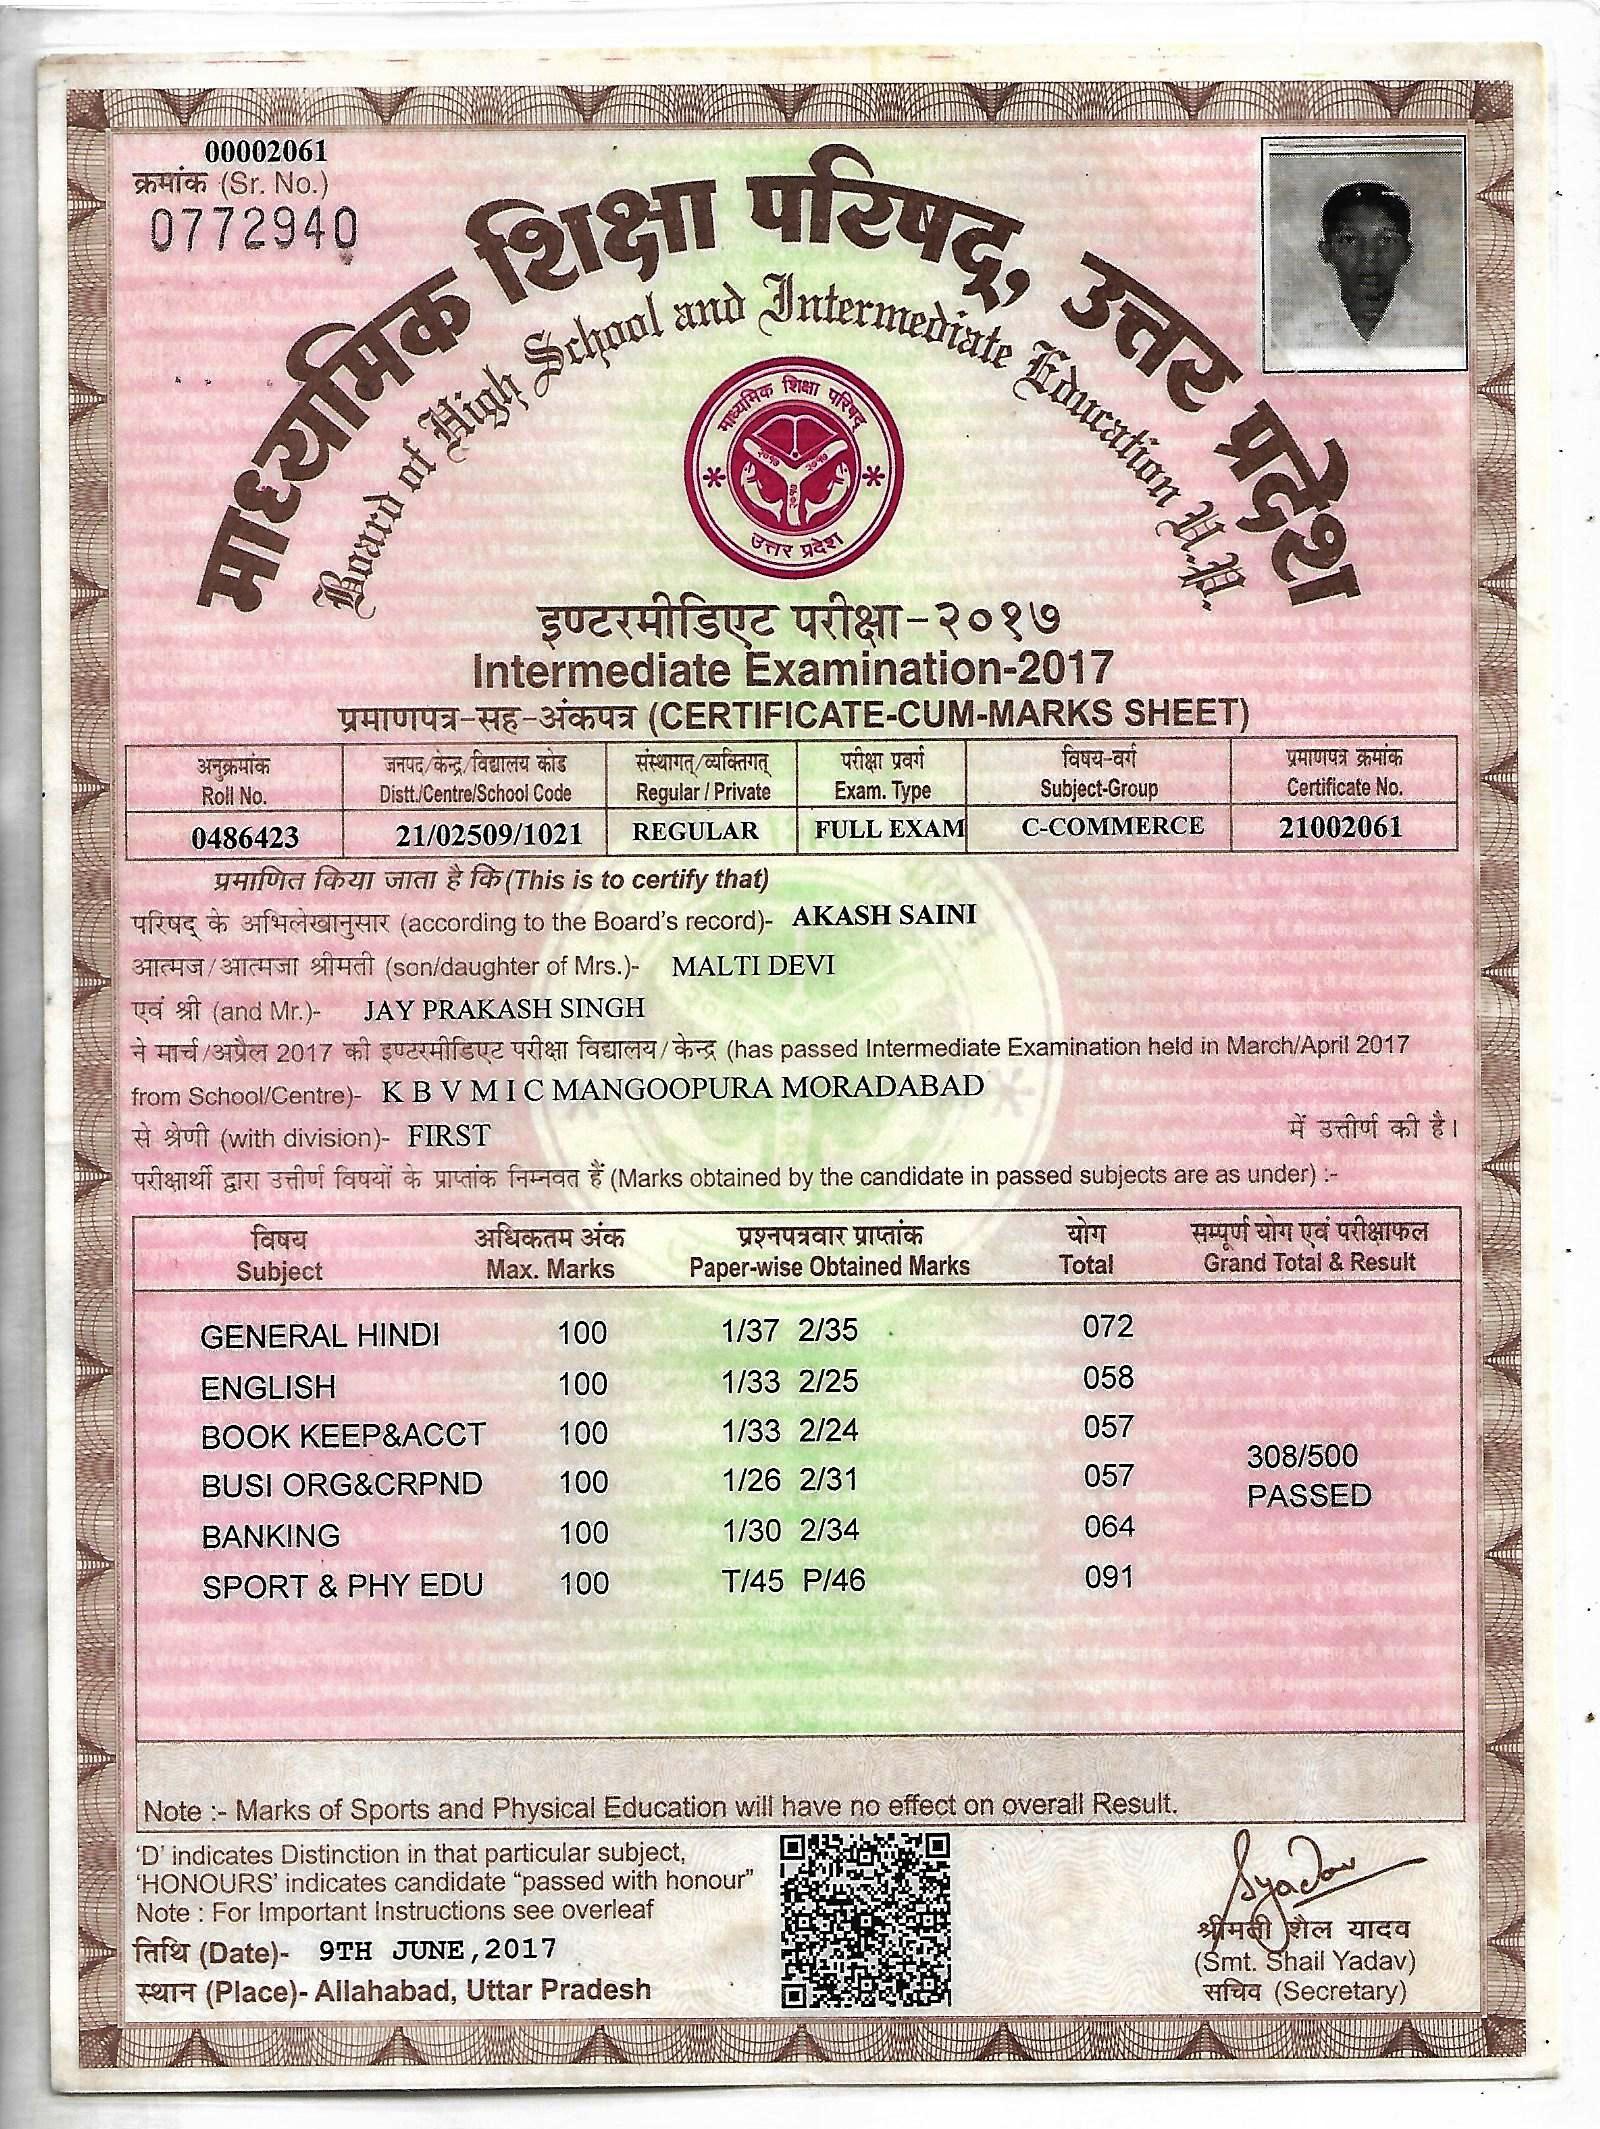 00002061
क्रमांक (Sr. No.)
0772940
माध्यमिक शिक्षा परिषद्, उत्तर प्रदेश
Board of High School and Intermediate Education U.P.
माध्यमिक शिक्षा परिषद्
२०१७ २०१७
२०१७
उत्तर प्रदेश
इण्टरमीडिएट परीक्षा-२०१७
Intermediate Examination-2017
प्रमाणपत्र-सह-अंकपत्र (CERTIFICATE-CUM-MARKS SHEET)
अनुक्रमांक जनपद/केन्द्र/विद्यालय कोड संस्थागत्/व्यक्तिगत् परीक्षा प्रवर्ग विषय-वर्ग प्रमाणपत्र क्रमांक
Roll No. Distt./Centre/School Code Regular / Private Exam. Type Subject-Group Certificate No.
0486423 21/02509/1021 REGULAR FULL EXAM C-COMMERCE 21002061
प्रमाणित किया जाता है कि (This is to certify that)
परिषद् के अभिलेखानुसार (according to the Board's record)- AKASH SAINI
आत्मज/आत्मजा श्रीमती (son/daughter of Mrs.)- MALTI DEVI
एवं श्री (and Mr.)- JAY PRAKASH SINGH
ने मार्च/अप्रैल 2017 की इण्टरमीडिएट परीक्षा विद्यालय/केन्द्र (has passed Intermediate Examination held in March/April 2017
from School/Centre)- K B V M I C MANGOOPURA MORADABAD
से श्रेणी (with division)- FIRST में उत्तीर्ण की है।
परीक्षार्थी द्वारा उत्तीर्ण विषयों के प्राप्तांक निम्नवत हैं (Marks obtained by the candidate in passed subjects are as under) :-
विषय अधिकतम अंक प्रश्नपत्रवार प्राप्तांक योग सम्पूर्ण योग एवं परीक्षाफल
Subject Max. Marks Paper-wise Obtained Marks Total Grand Total & Result
GENERAL HINDI 100 1/37 2/35 072
ENGLISH 100 1/33 2/25 058
BOOK KEEP&ACCT 100 1/33 2/24 057
308/500
BUSI ORG&CRPND 100 1/26 2/31 057
PASSED
BANKING 100 1/30 2/34 064
SPORT & PHY EDU 100 T/45 P/46 091
Note :- Marks of Sports and Physical Education will have no effect on overall Result.
'D' indicates Distinction in that particular subject,
'HONOURS' indicates candidate "passed with honour"
Note : For Important Instructions see overleaf
तिथि (Date)- 9TH JUNE,2017
स्थान (Place)- Allahabad, Uttar Pradesh
Syadav
श्रीमती शैल यादव
(Smt. Shail Yadav)
सचिव (Secretary)